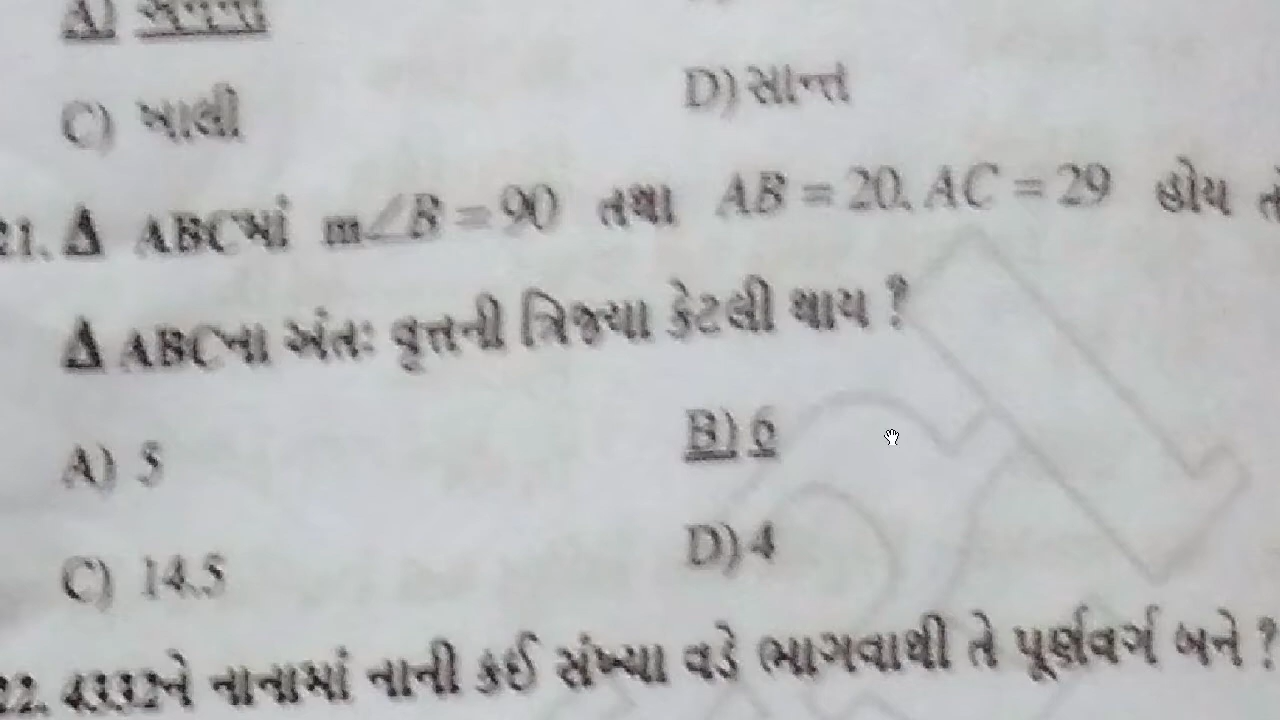 A)
C) ખાલી
D) સાન્ત
21. Δ ABCમાં m∠B = 90 તથા AB = 20, AC = 29 હોય તો
Δ ABCના અંતઃ વૃત્તની ત્રિજ્યા કેટલી થાય ?
A) 5
B) 6
C) 14.5
D) 4
22. 4332ને નાનામાં નાની કઈ સંખ્યા વડે ભાગવાથી તે પૂર્ણવર્ગ બને ?